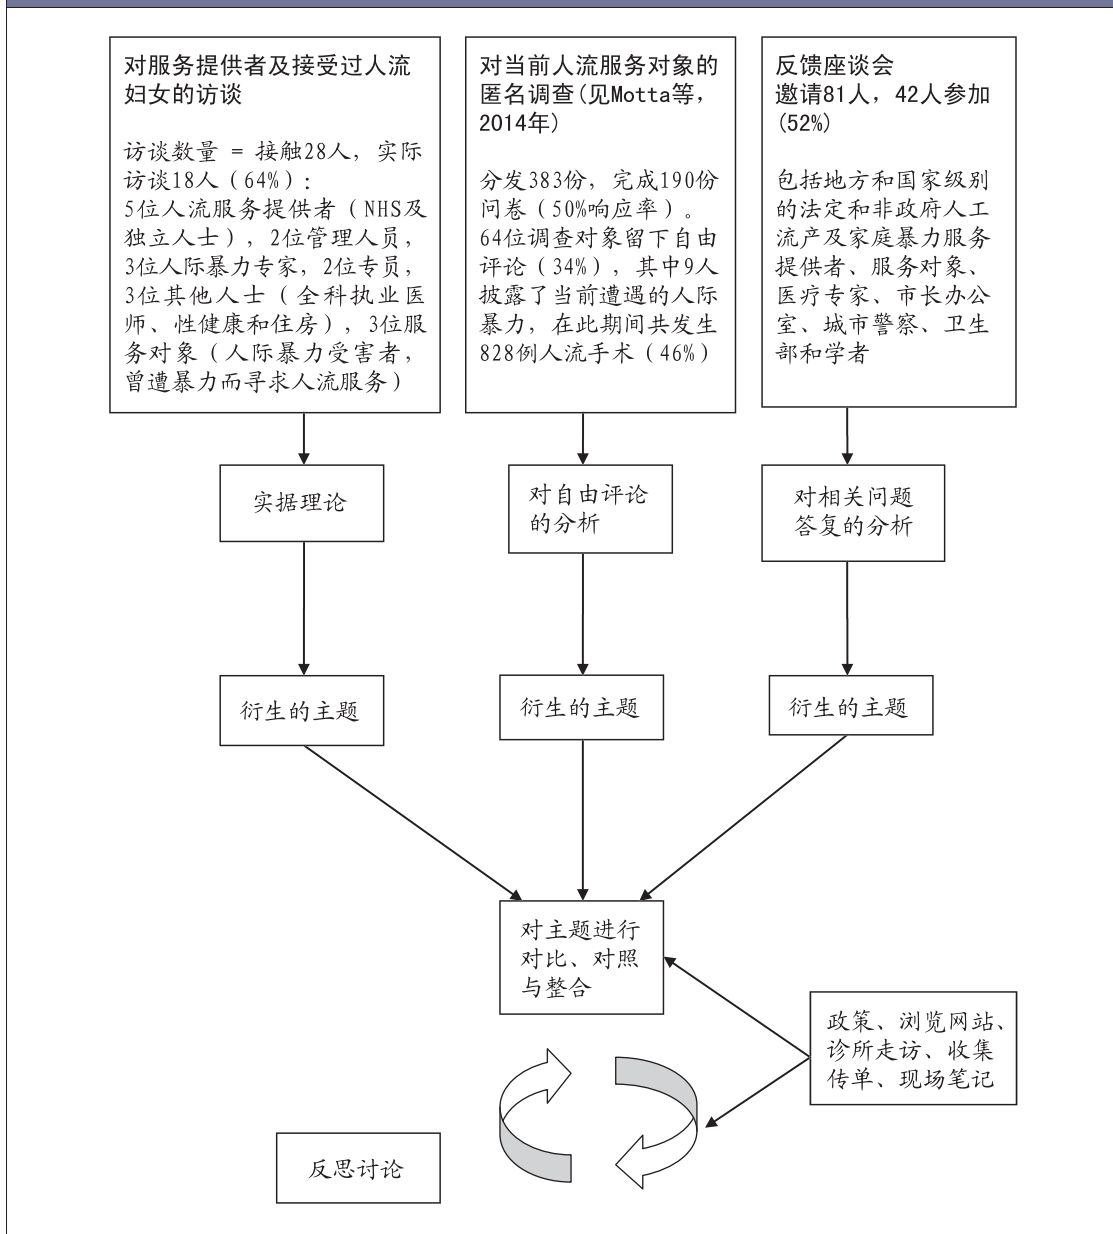 对服务提供者及接受过人流
妇女的访谈
访谈数量 = 接触28人，实际
访谈18人（64%）：
5位人流服务提供者（NHS及
独立人士），2位管理人员，
3位人际暴力专家，2位专员，
3位其他人士（全科执业医
师、性健康和住房），3位服
务对象（人际暴力受害者，
曾遭暴力而寻求人流服务）
对当前人流服务对象的
匿名调查(见Motta等，
2014年)
分发383份，完成190份
问卷（50%响应率）。
64位调查对象留下自由
评论（34%），其中9人
披露了当前遭遇的人际
暴力，在此期间共发生
828例人流手术（46%）
反馈座谈会
邀请81人，42人参加
(52%)
包括地方和国家级别
的法定和非政府人工
流产及家庭暴力服务
提供者、服务对象、
医疗专家、市长办公
室、城市警察、卫生
部和学者
实据理论
对自由评论
的分析
对相关问题
答复的分析
衍生的主题
衍生的主题
衍生的主题
对主题进行
对比、对照
与整合
政策、浏览网站、
诊所走访、收集
传单、现场笔记
反思讨论